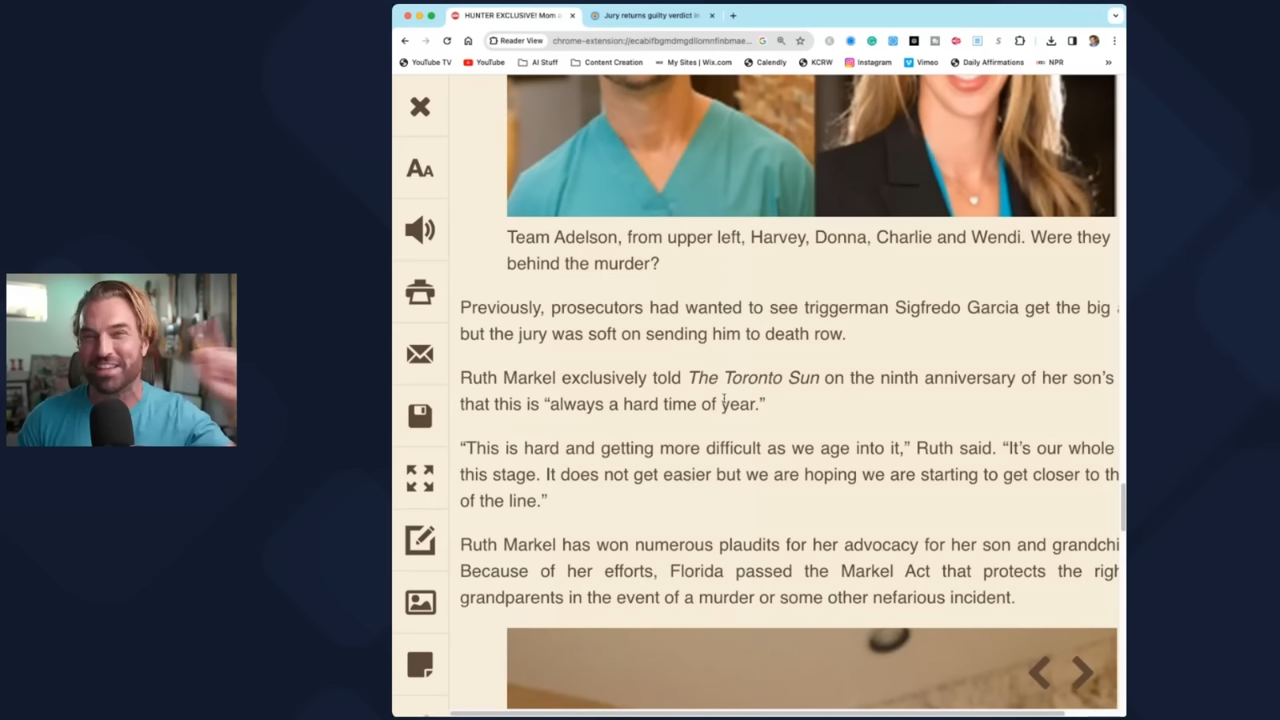 HUNTER EXCLUSIVE! Mom
Jury returns guilty verdict in
Reader View
chrome-extension://ecabifbgmdmgdllomnfinbmae...
YouTube TV
YouTube
AI Stuff
Content Creation
My Sites | Wix.com
Calendly
KCRW
Instagram
Vimeo
Daily Affirmations
NPR
»
AA
Team Adelson, from upper left, Harvey, Donna, Charlie and Wendi. Were they
behind the murder?
Previously, prosecutors had wanted to see triggerman Sigfredo Garcia get the big
but the jury was soft on sending him to death row.
Ruth Markel exclusively told The Toronto Sun on the ninth anniversary of her son's
that this is “always a hard time of year.”
“This is hard and getting more difficult as we age into it,” Ruth said. “It's our whole
this stage. It does not get easier but we are hoping we are starting to get closer to th
of the line.”
Ruth Markel has won numerous plaudits for her advocacy for her son and grandchi
Because of her efforts, Florida passed the Markel Act that protects the righ
grandparents in the event of a murder or some other nefarious incident.